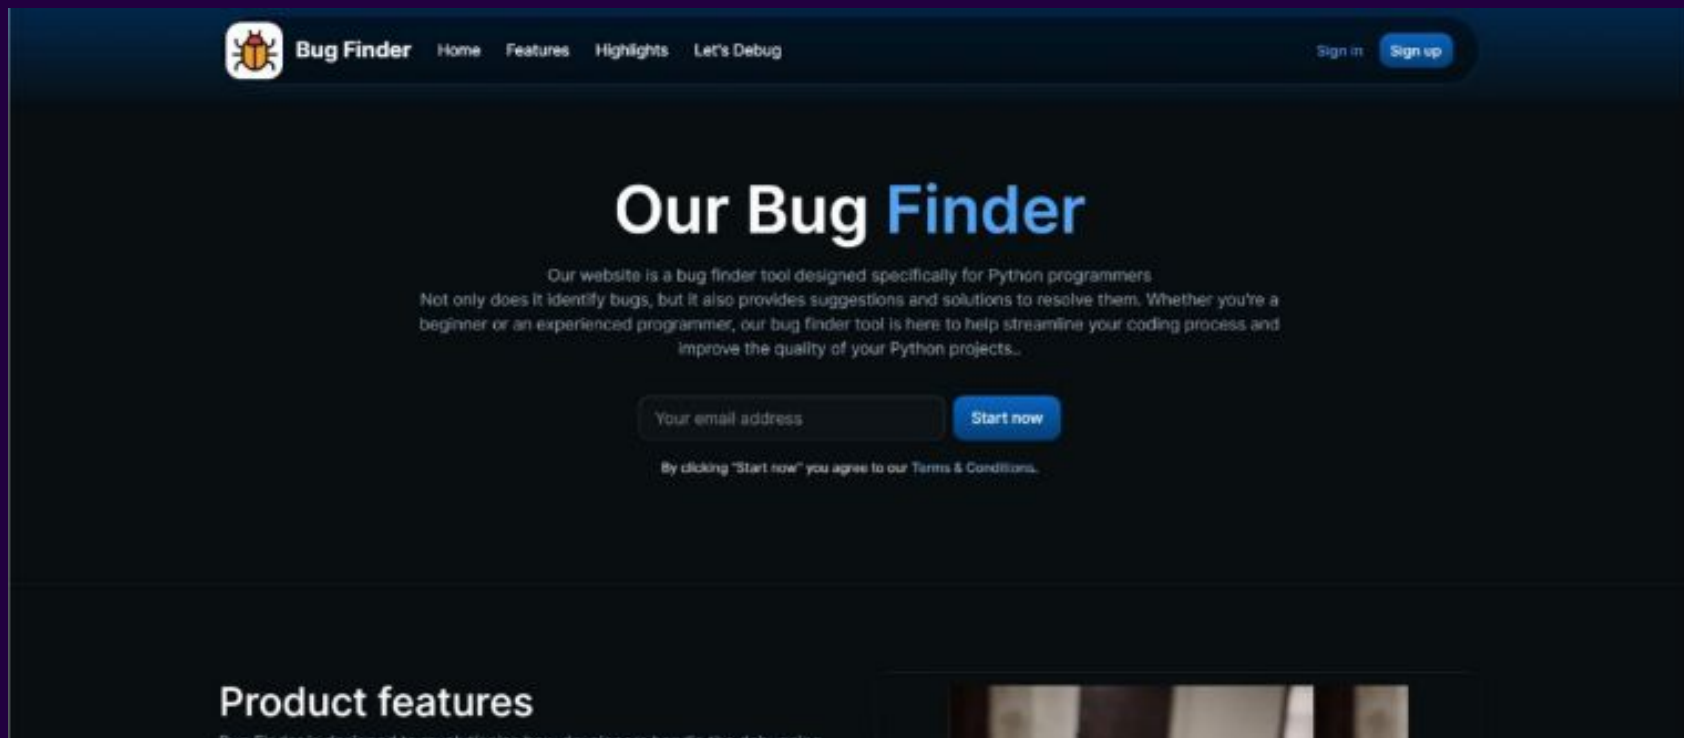 Bug Finder Home Features Highlights Let's Debug Sign in Sign up
Our Bug Finder
Our website is a bug finder tool designed specifically for Python programmers
Not only does it identify bugs, but it also provides suggestions and solutions to resolve them. Whether you're a
beginner or an experienced programmer, our bug finder tool is here to help streamline your coding process and
improve the quality of your Python projects..
Your email address Start now
By clicking "Start now" you agree to our Terms & Conditions.
Product features